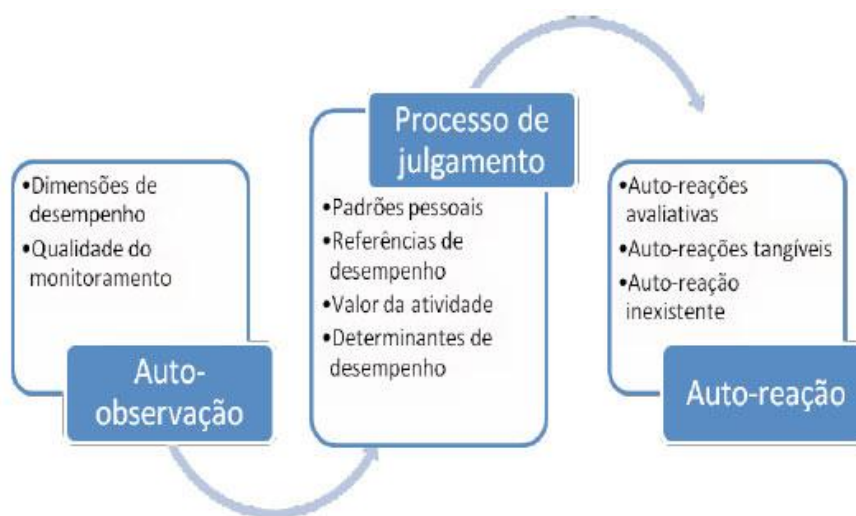 •Dimensões de
desempenho
•Qualidade do
monitoramento
Auto-
observação
Processo de
julgamento
•Padrões pessoais
•Referências de
desempenho
•Valor da atividade
•Determinantes de
desempenho
•Auto-reações
avaliativas
•Auto-reações tangíveis
•Auto-reação
inexistente
Auto-reação